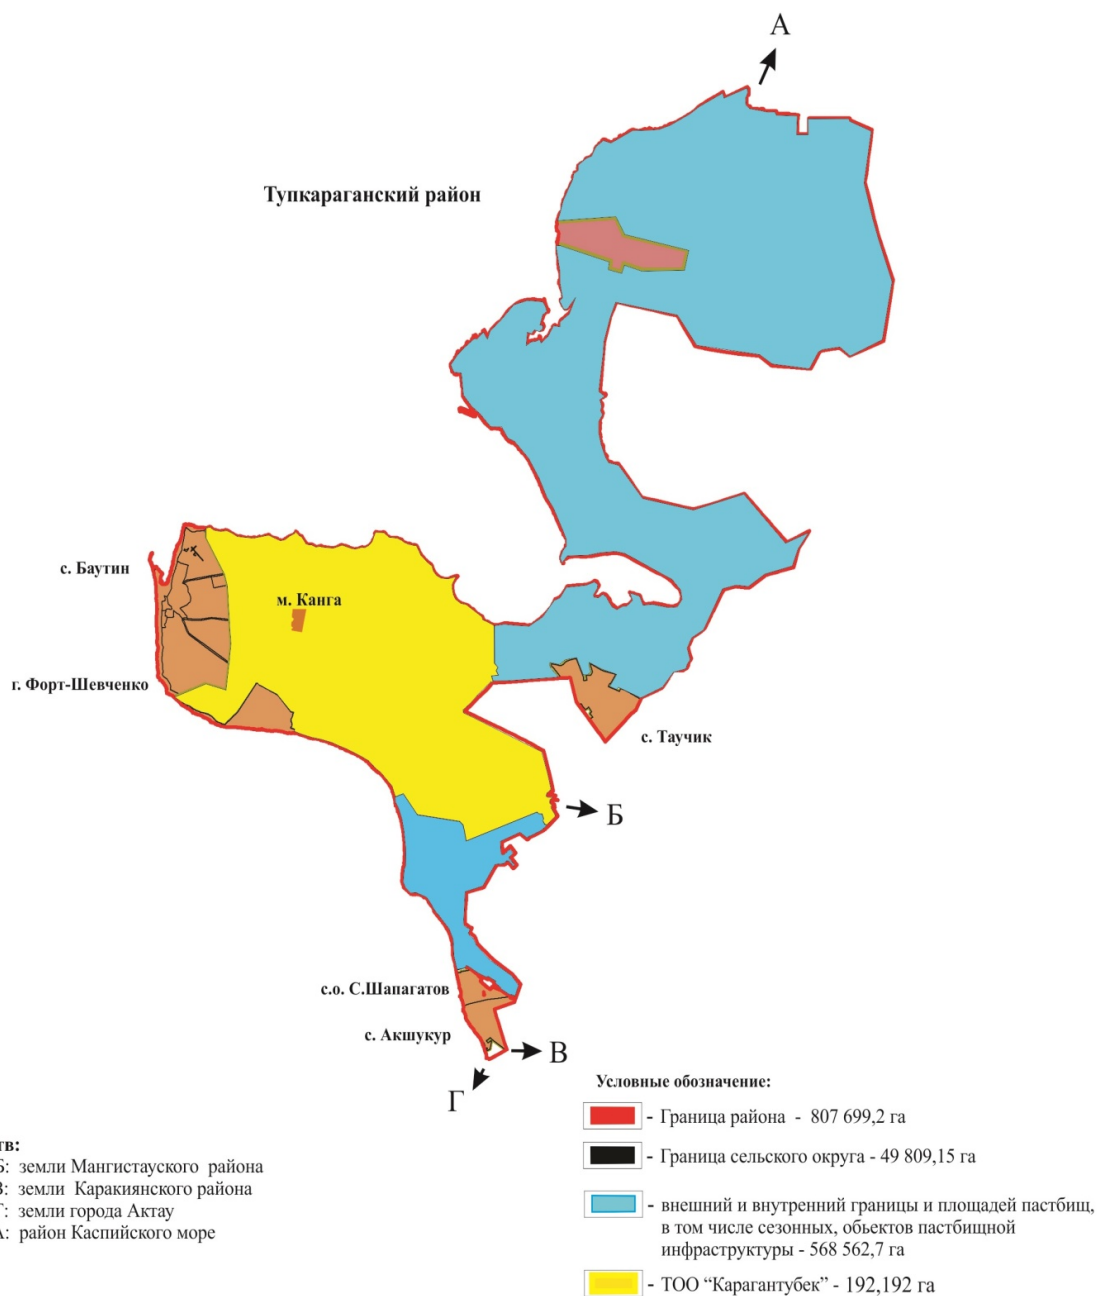 А
Тупкараганский район
с. Баутин
м. Канга
г. Форт-Шевченко
с. Таучик
Б
с.о. С.Шапагатов
с. Акшукур
В
Г
Условные обозначение:
- Граница района - 807 699,2 га
- Граница сельского округа - 49 809,15 га
- внешний и внутренний границы и площадей пастбищ,
в том числе сезонных, обьектов пастбищной
инфраструктуры - 568 562,7 га
- ТОО “Карагантубек” - 192,192 га
тв:
Б: земли Мангистауского района
В: земли Каракиянского района
Г: земли города Актау
А: район Каспийского море